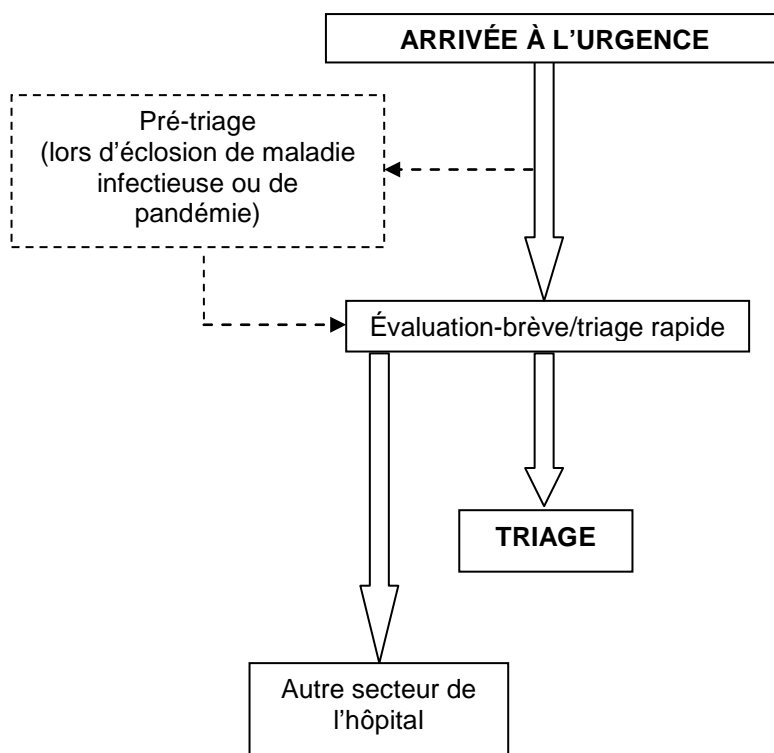 ARRIVÉE À L’URGENCE
Pré-triage
(lors d’éclosion de maladie
infectieuse ou de
pandémie)
Évaluation-brève/triage rapide
TRIAGE
Autre secteur de
l’hôpital